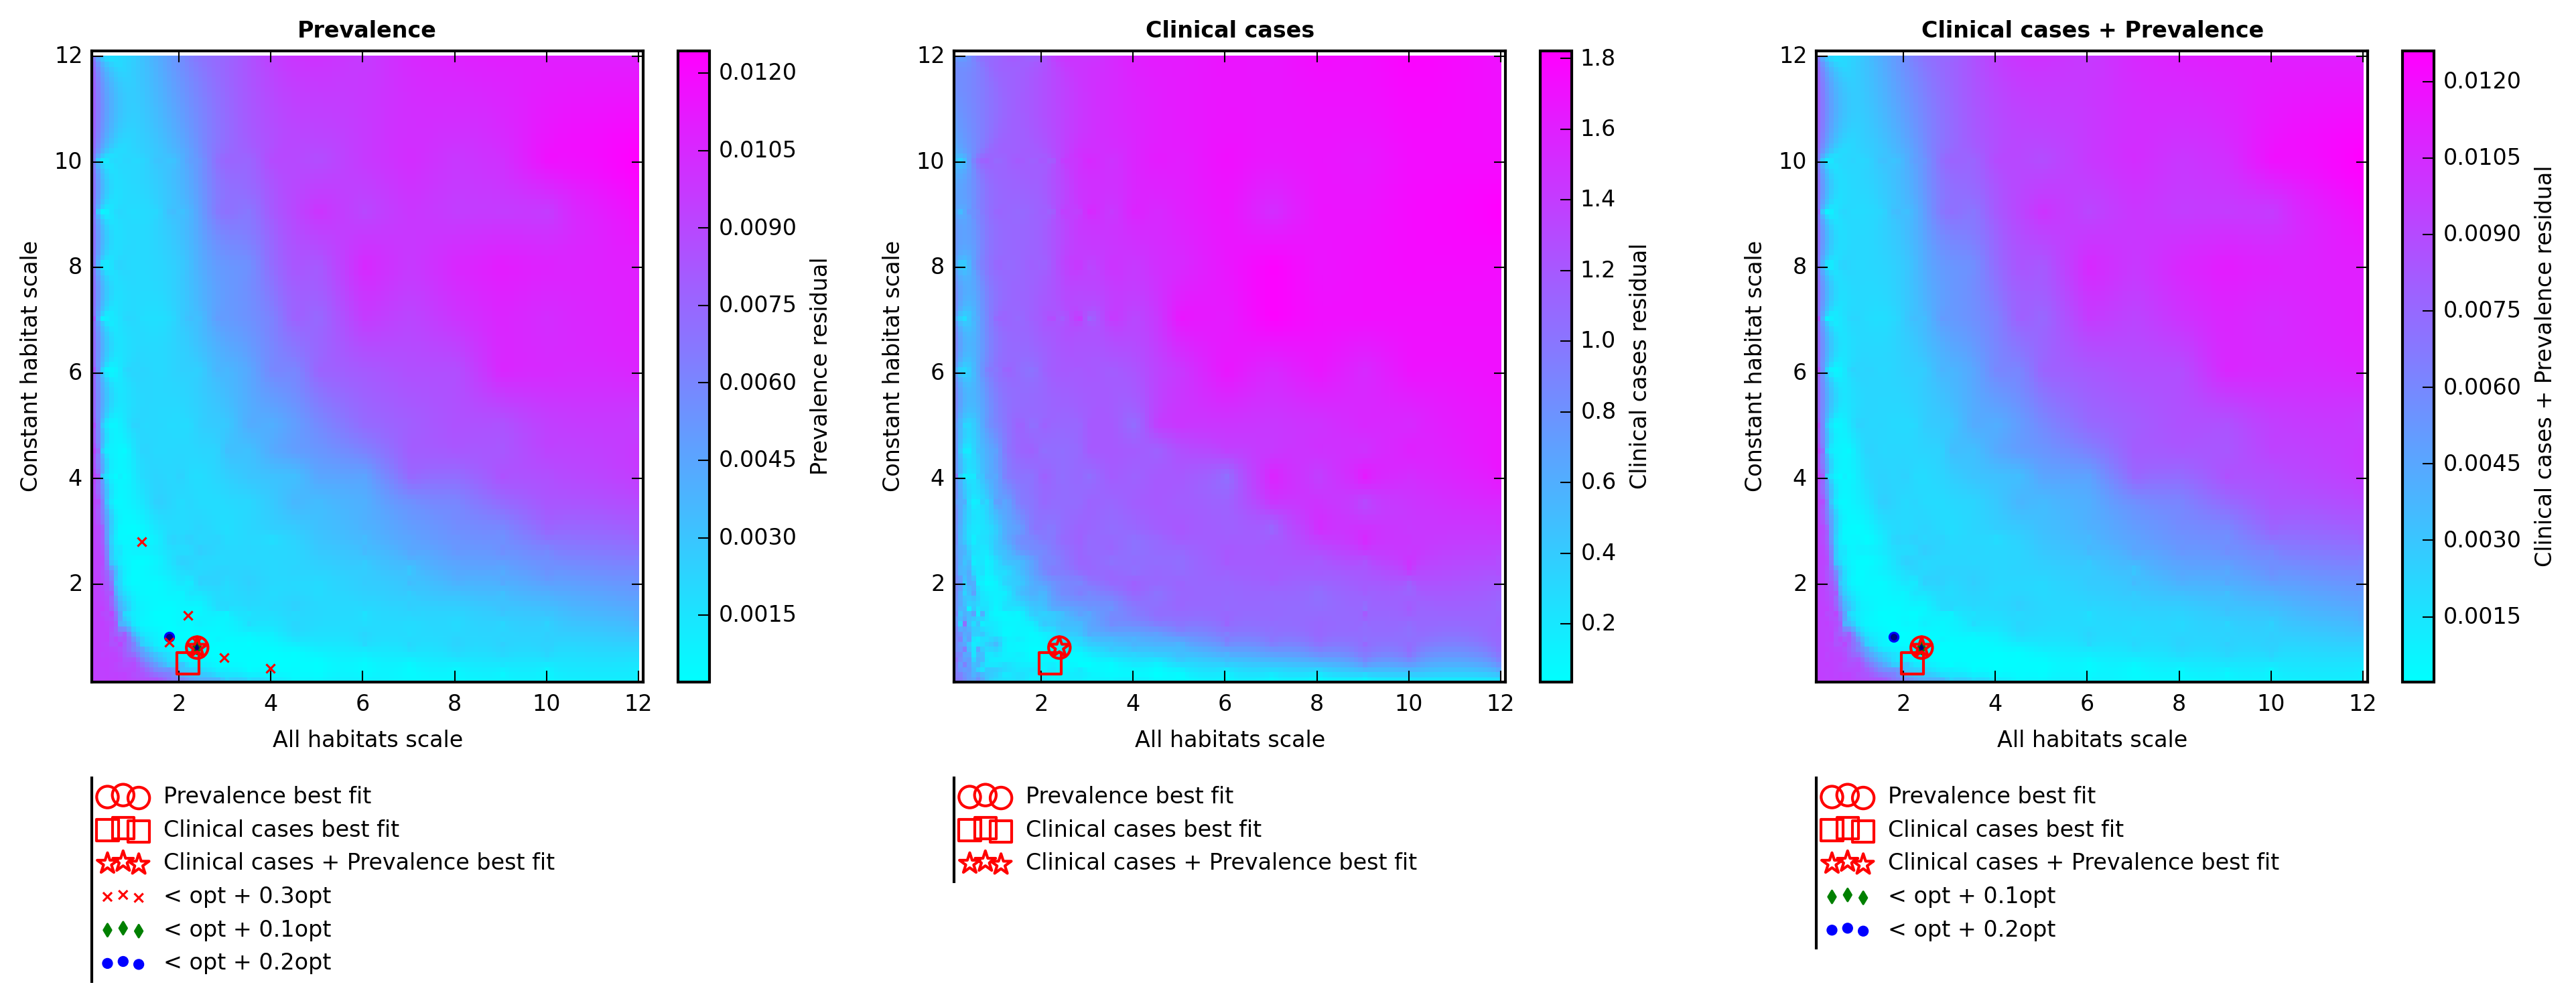 Prevalence
12
10
8
6
4
2
Constant habitat scale
2 4 6 8 10 12
All habitats scale
0.0120
0.0105
0.0090
0.0075
0.0060
0.0045
0.0030
0.0015
Prevalence residual
Prevalence best fit
Clinical cases best fit
Clinical cases + Prevalence best fit
< opt + 0.3opt
< opt + 0.1opt
< opt + 0.2opt
Clinical cases
12
10
8
6
4
2
Constant habitat scale
2 4 6 8 10 12
All habitats scale
1.8
1.6
1.4
1.2
1.0
0.8
0.6
0.4
0.2
Clinical cases residual
Prevalence best fit
Clinical cases best fit
Clinical cases + Prevalence best fit
Clinical cases + Prevalence
12
10
8
6
4
2
Constant habitat scale
2 4 6 8 10 12
All habitats scale
0.0120
0.0105
0.0090
0.0075
0.0060
0.0045
0.0030
0.0015
Clinical cases + Prevalence residual
Prevalence best fit
Clinical cases best fit
Clinical cases + Prevalence best fit
< opt + 0.1opt
< opt + 0.2opt